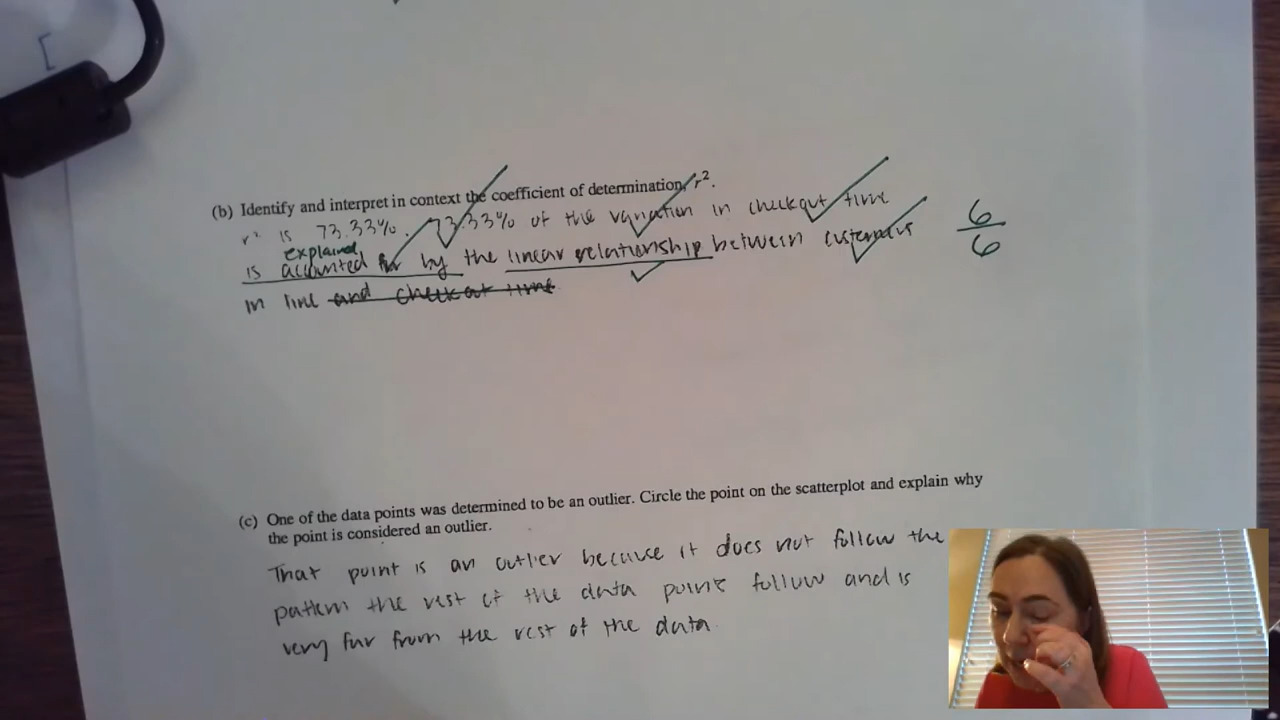 (b) Identify and interpret in context the coefficient of determination, r².
r² is 73.33%. 73.33% of the variation in checkout time
explained
is accounted for by the linear relationship between customers
in line and checkout time
6
6
(c) One of the data points was determined to be an outlier. Circle the point on the scatterplot and explain why
the point is considered an outlier.
That point is an outlier because it does not follow the
pattern the rest of the data points follow and is
very far from the rest of the data